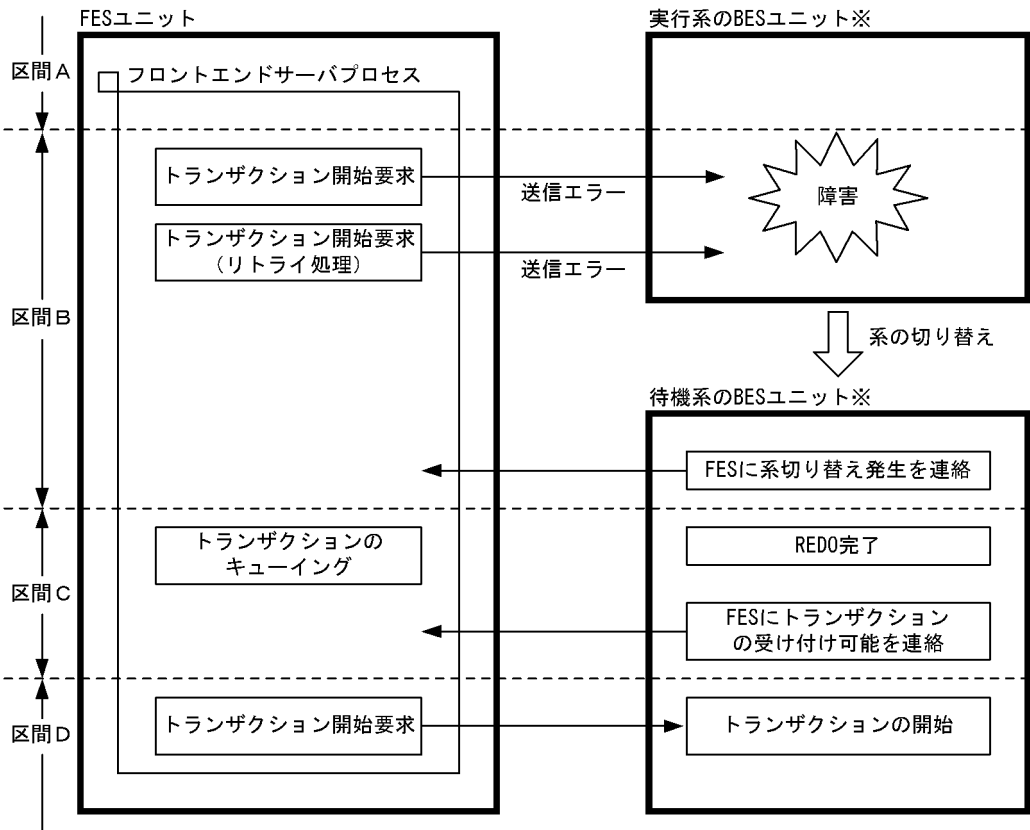 FESユニット
実行系のBESユニット※
区間A
フロントエンドサーバプロセス
トランザクション開始要求
送信エラー
障害
トランザクション開始要求
（リトライ処理）
送信エラー
区間B
系の切り替え
待機系のBESユニット※
FESに系切り替え発生を連絡
トランザクションの
キューイング
REDO完了
区間C
FESにトランザクション
の受け付け可能を連絡
区間D
トランザクション開始要求
トランザクションの開始